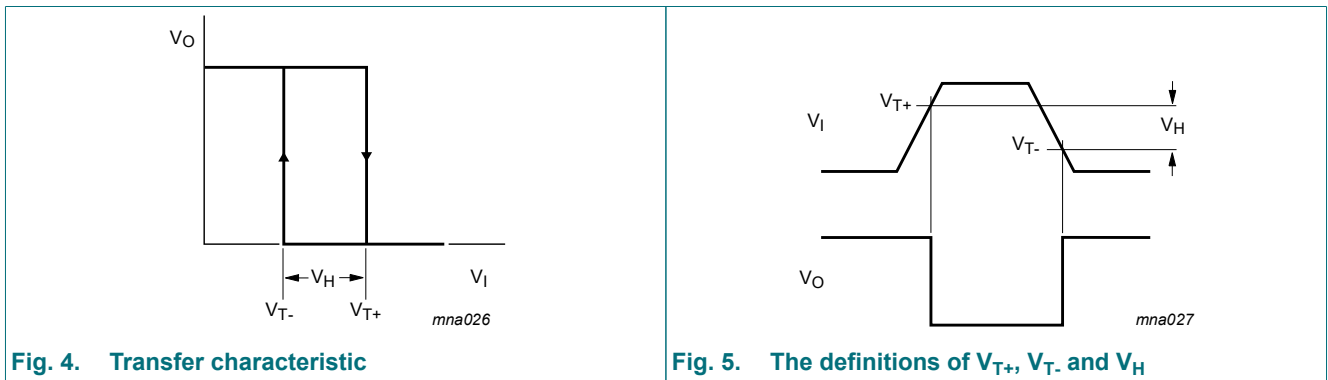 VO
VH
VI
VT-
VT+
mna026
Fig. 4. Transfer characteristic
VT+
VI
VH
VT-
VO
mna027
Fig. 5. The definitions of VT+, VT- and VH